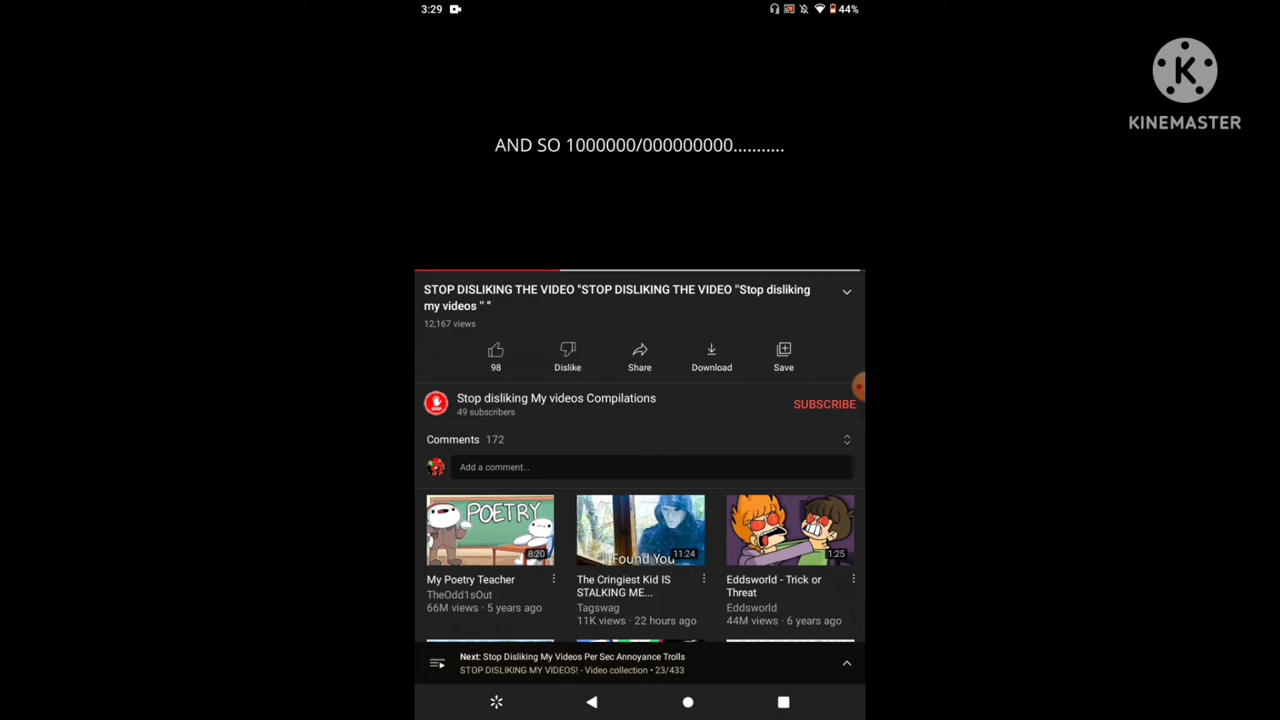 3:29
44%
K
KINEMASTER
AND SO 1000000/000000000...........
STOP DISLIKING THE VIDEO "STOP DISLIKING THE VIDEO "Stop disliking
my videos " "
12,167 views
98
Dislike
Share
Download
Save
STOP
Stop disliking My videos Compilations
49 subscribers
SUBSCRIBE
Comments 172
Add a comment...
POETRY
8:20
I Found You
11:24
1:25
My Poetry Teacher
TheOdd1sOut
66M views · 5 years ago
The Cringiest Kid IS
STALKING ME...
Tagswag
11K views · 22 hours ago
Eddsworld - Trick or
Threat
Eddsworld
44M views · 6 years ago
Next: Stop Disliking My Videos Per Sec Annoyance Trolls
STOP DISLIKING MY VIDEOS! - Video collection • 23/433